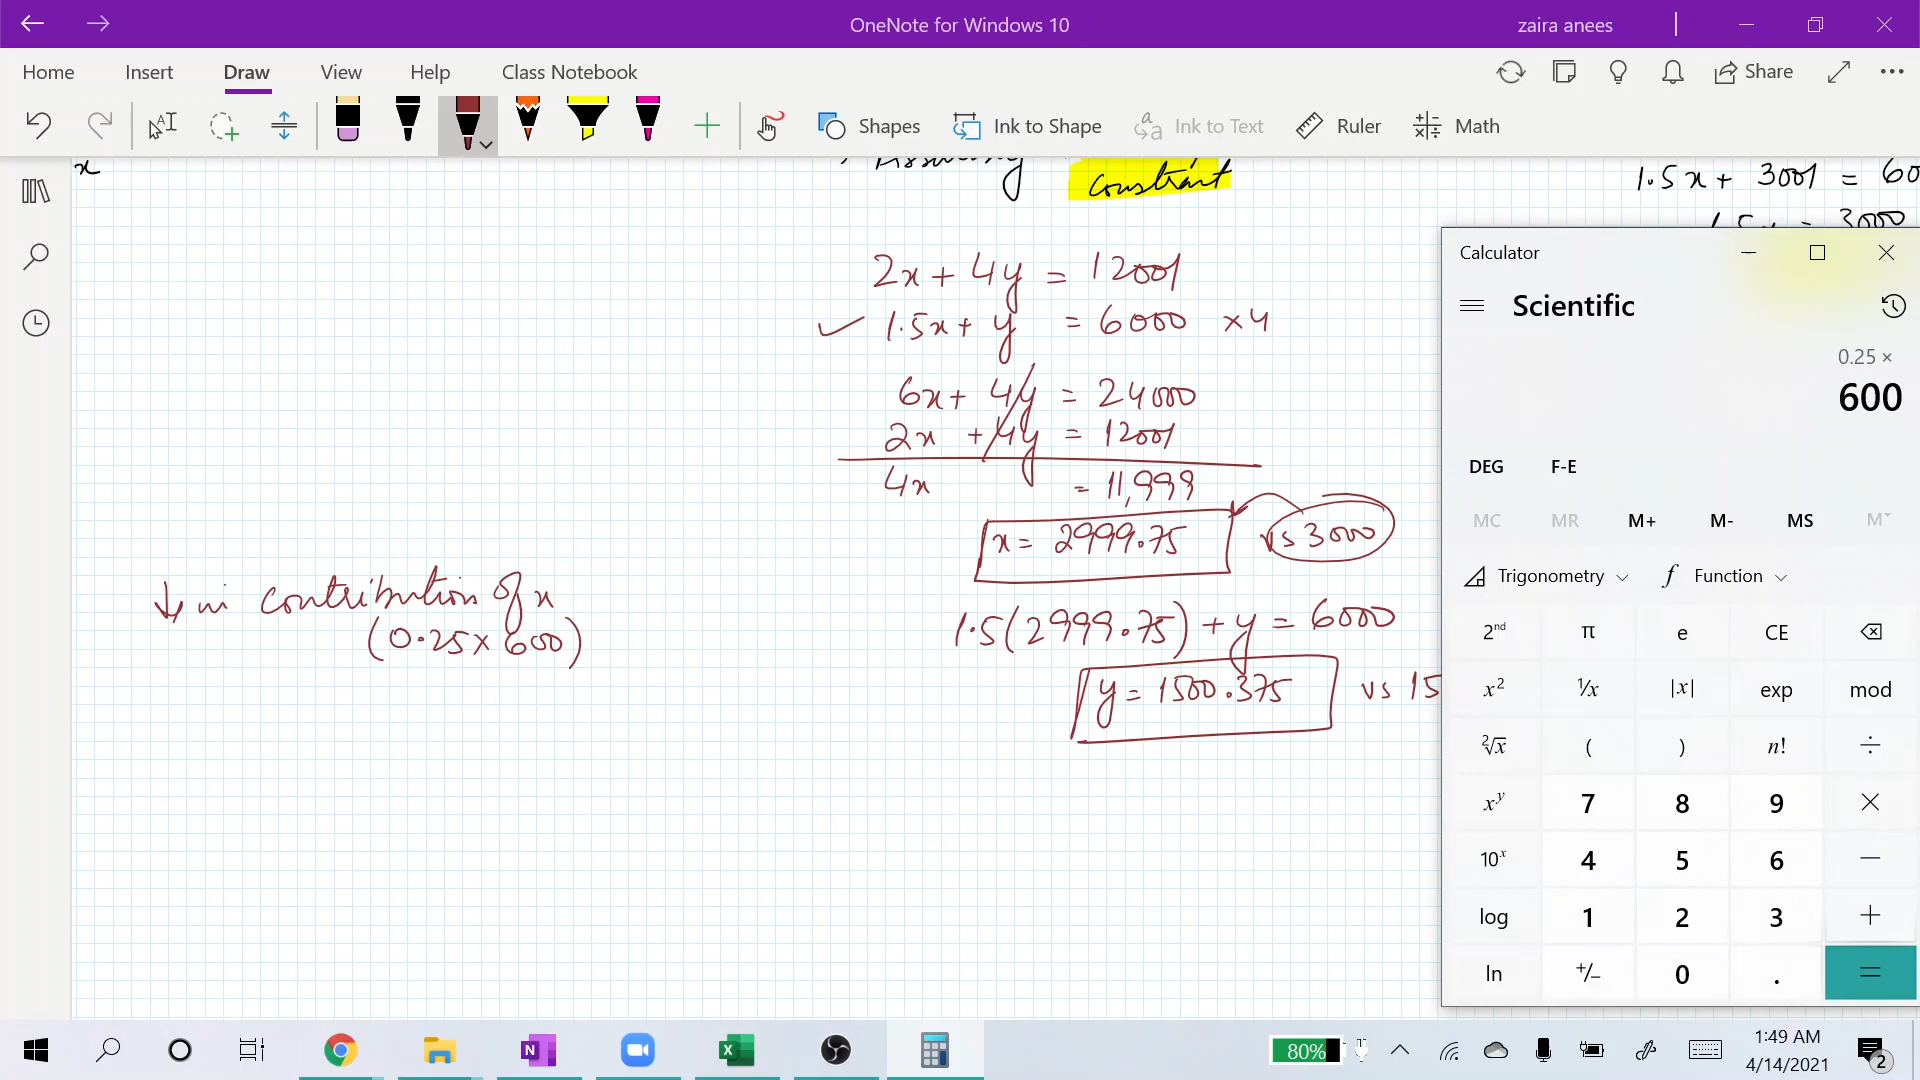 OneNote for Windows 10
zaira anees
Home Insert Draw View Help Class Notebook
Share
Shapes Ink to Shape Ink to Text Ruler Math
x
Assuming
constraint
1.5x + 3001 = 60
3000
2x + 4y = 12001
1.5x + y = 6000 x4
6x + 4y = 24000
2x + 4y = 12001
4x = 11,999
x = 2999.75 vs 3000
↓ in contribution of x
(0.25 x 600)
1.5(2999.75) + y = 6000
y = 1500.375 vs 15
Calculator
Scientific
0.25 ×
600
DEG F-E
MC MR M+ M- MS M˅
Trigonometry f Function
2nd π e CE
x² 1/x |x| exp mod
²√x ( ) n! ÷
xʸ 7 8 9 ×
10ˣ 4 5 6 −
log 1 2 3 +
ln +/− 0 . =
80%
1:49 AM
4/14/2021
2